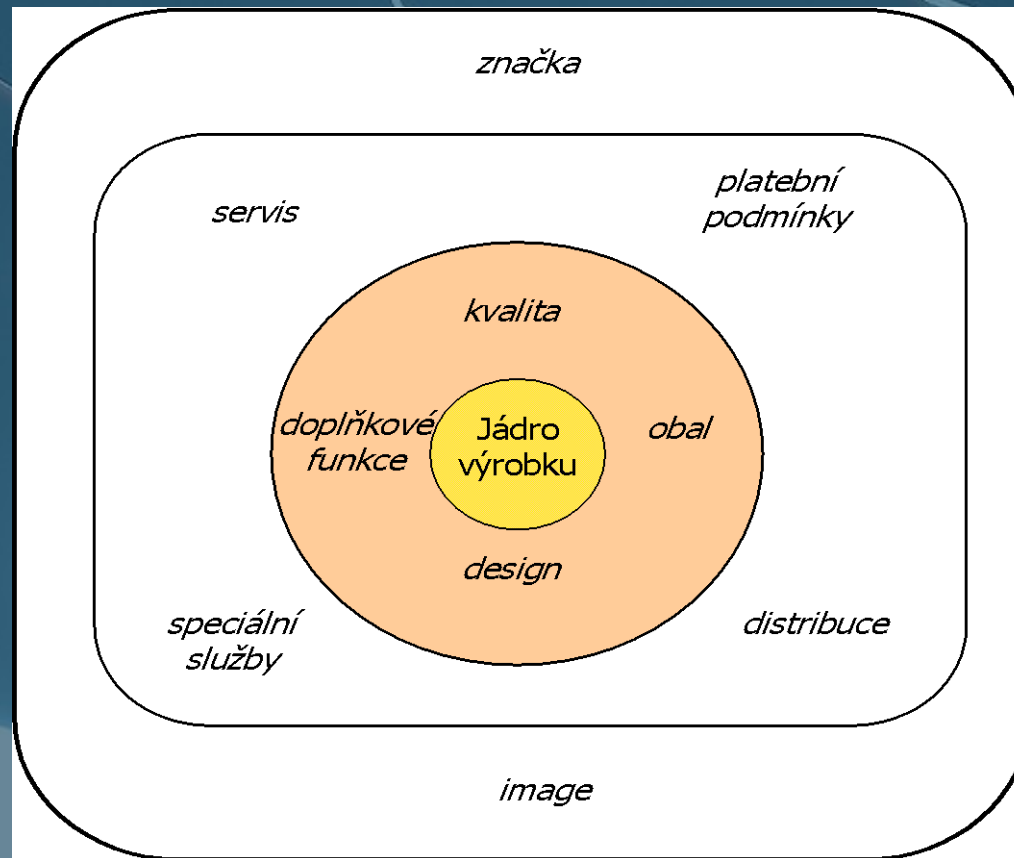 značka
servis
platební
podmínky
kvalita
doplňkové
funkce
Jádro
výrobku
obal
design
speciální
služby
distribuce
image